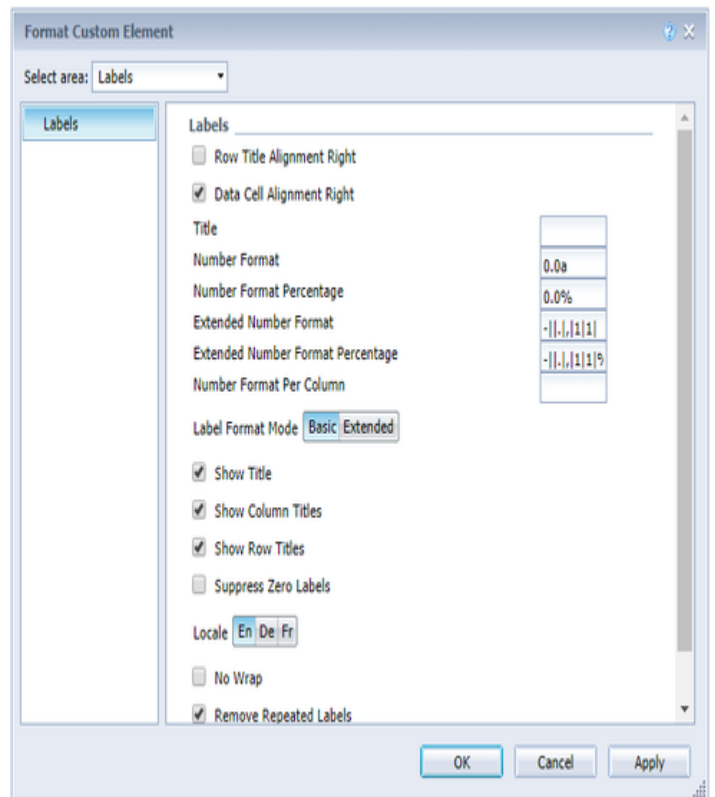 Format Custom Element
Select area: Labels
Labels
Labels
Row Title Alignment Right
Data Cell Alignment Right
Title
Number Format 0.0a
Number Format Percentage 0.0%
Extended Number Format -||.|,|1|1|
Extended Number Format Percentage -||.|,|1|1|%
Number Format Per Column
Label Format Mode Basic Extended
Show Title
Show Column Titles
Show Row Titles
Suppress Zero Labels
Locale En De Fr
No Wrap
Remove Repeated Labels
OK Cancel Apply